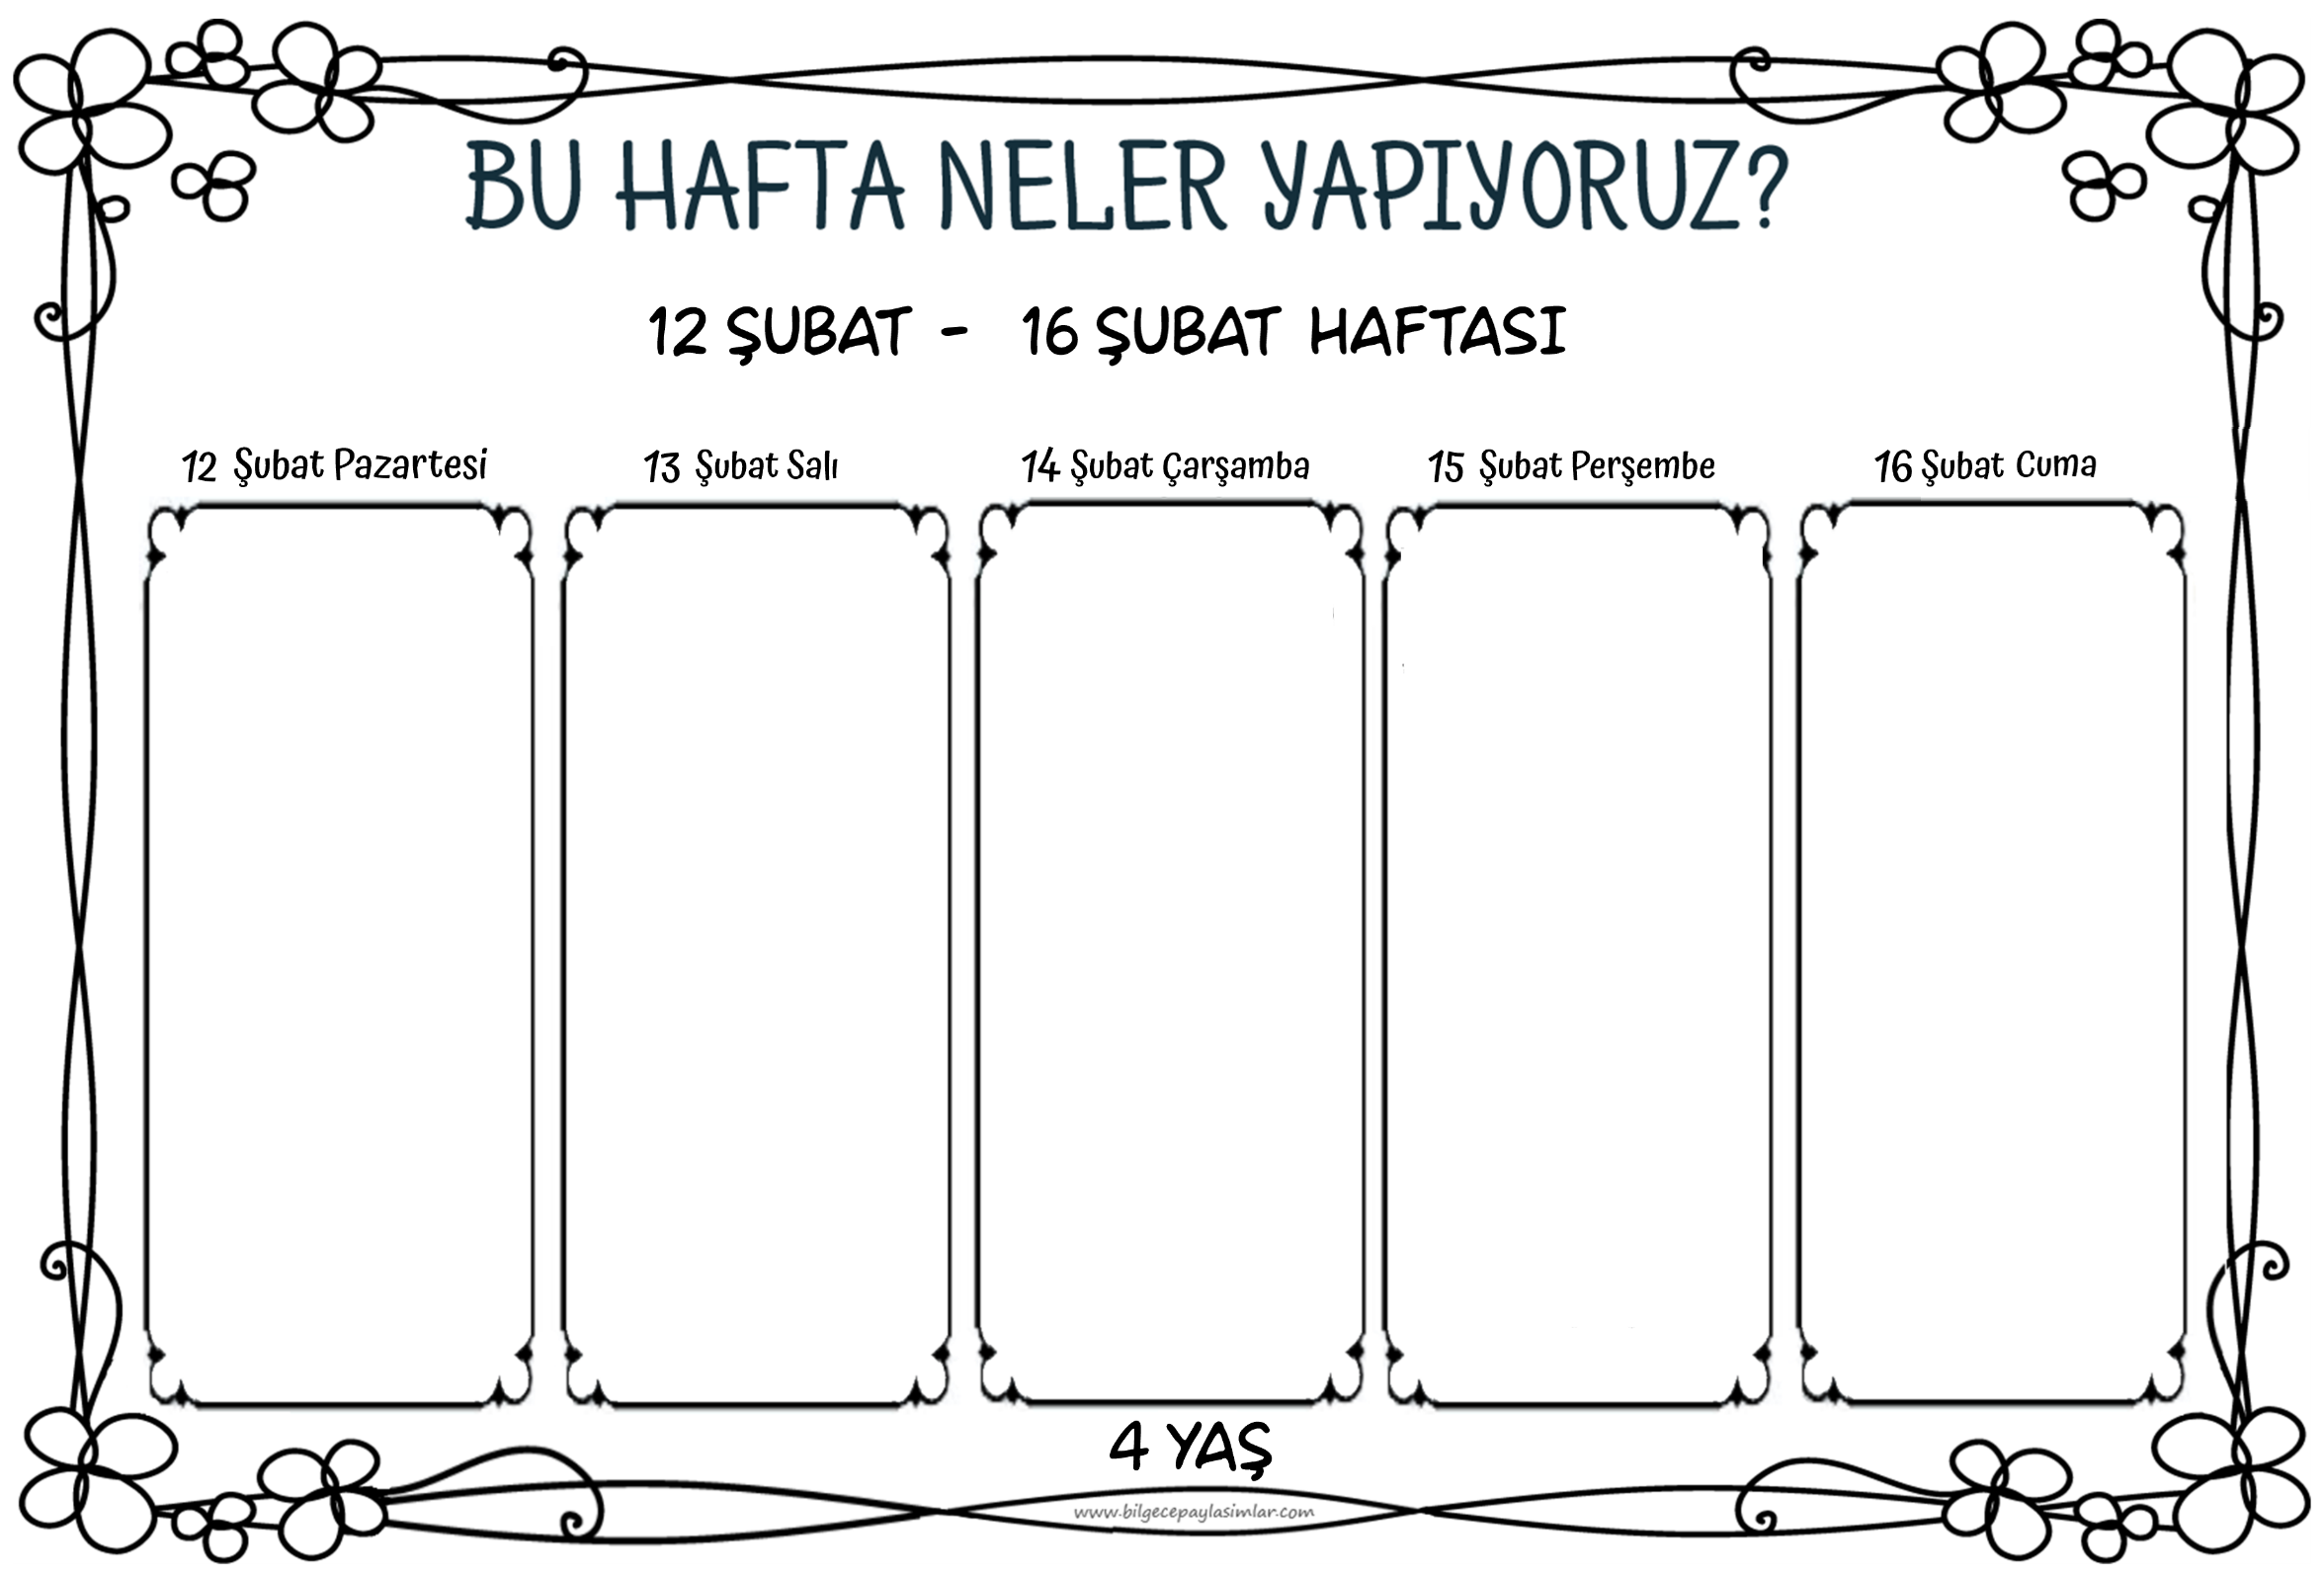 BU HAFTA NELER YAPIYORUZ?
12 ŞUBAT - 16 ŞUBAT HAFTASI
12 Şubat Pazartesi
13 Şubat Salı
14 Şubat Çarşamba
15 Şubat Perşembe
16 Şubat Cuma
4 YAŞ
www.bilgecepaylasimlar.com